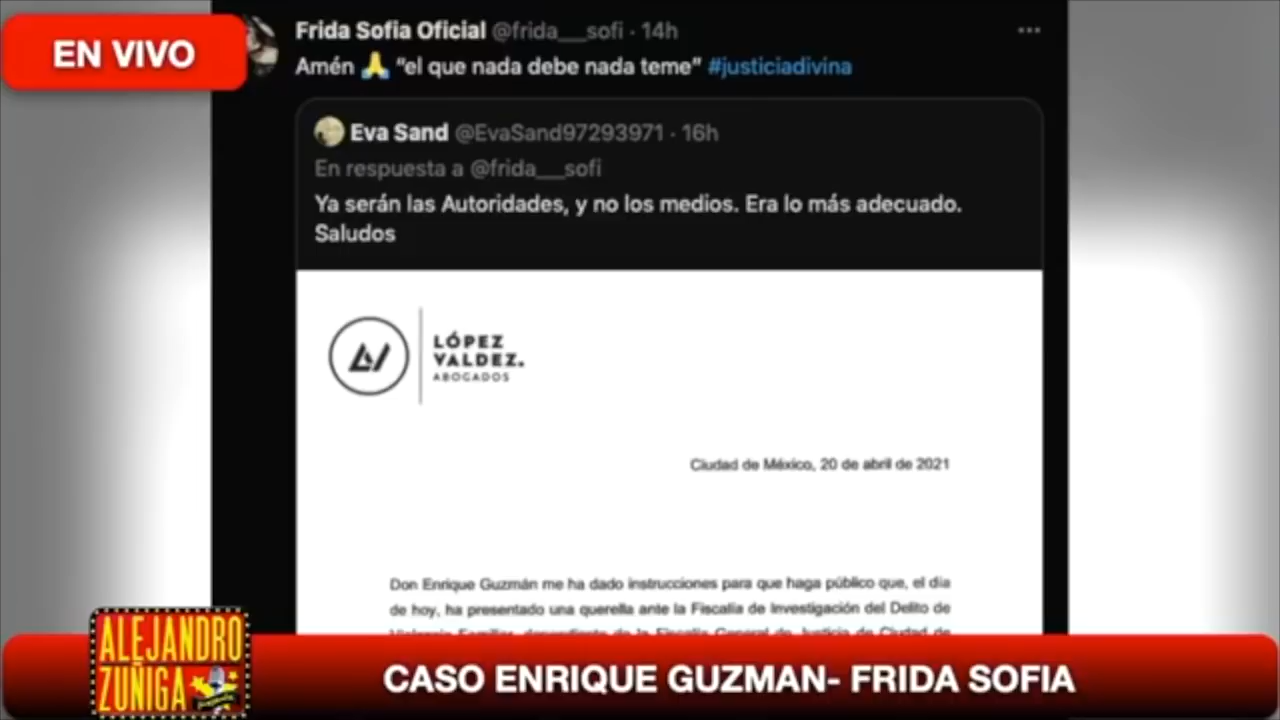 EN VIVO
Frida Sofia Oficial @frida___sofi · 14h
Amén 🙏 “el que nada debe nada teme” #justiciadivina
Eva Sand @EvaSand97293971 · 16h
En respuesta a @frida___sofi
Ya serán las Autoridades, y no los medios. Era lo más adecuado.
Saludos
LÓPEZ
VALDEZ.
ABOGADOS
Ciudad de México, 20 de abril de 2021
Don Enrique Guzmán me ha dado instrucciones para que haga público que, el día
de hoy, ha presentado una querella ante la Fiscalía de Investigación del Delito de
ALEJANDRO
ZUÑIGA
CASO ENRIQUE GUZMAN- FRIDA SOFIA